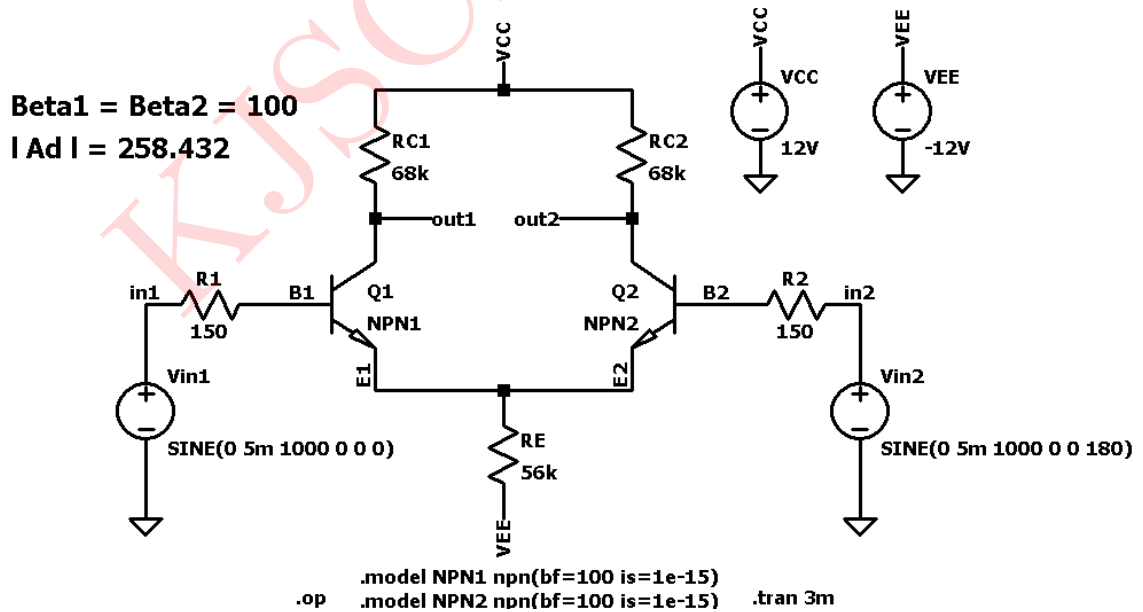 KJSC
VCC
VCC
VEE
Beta1 = Beta2 = 100
l Ad l = 258.432
RC1
68k
RC2
68k
VCC
12V
VEE
-12V
out1
out2
in1
R1
150
B1
Q1
NPN1
Q2
NPN2
B2
R2
150
in2
E1
E2
Vin1
SINE(0 5m 1000 0 0 0)
Vin2
SINE(0 5m 1000 0 0 180)
RE
56k
VEE
.model NPN1 npn(bf=100 is=1e-15)
.op
.model NPN2 npn(bf=100 is=1e-15)
.tran 3m